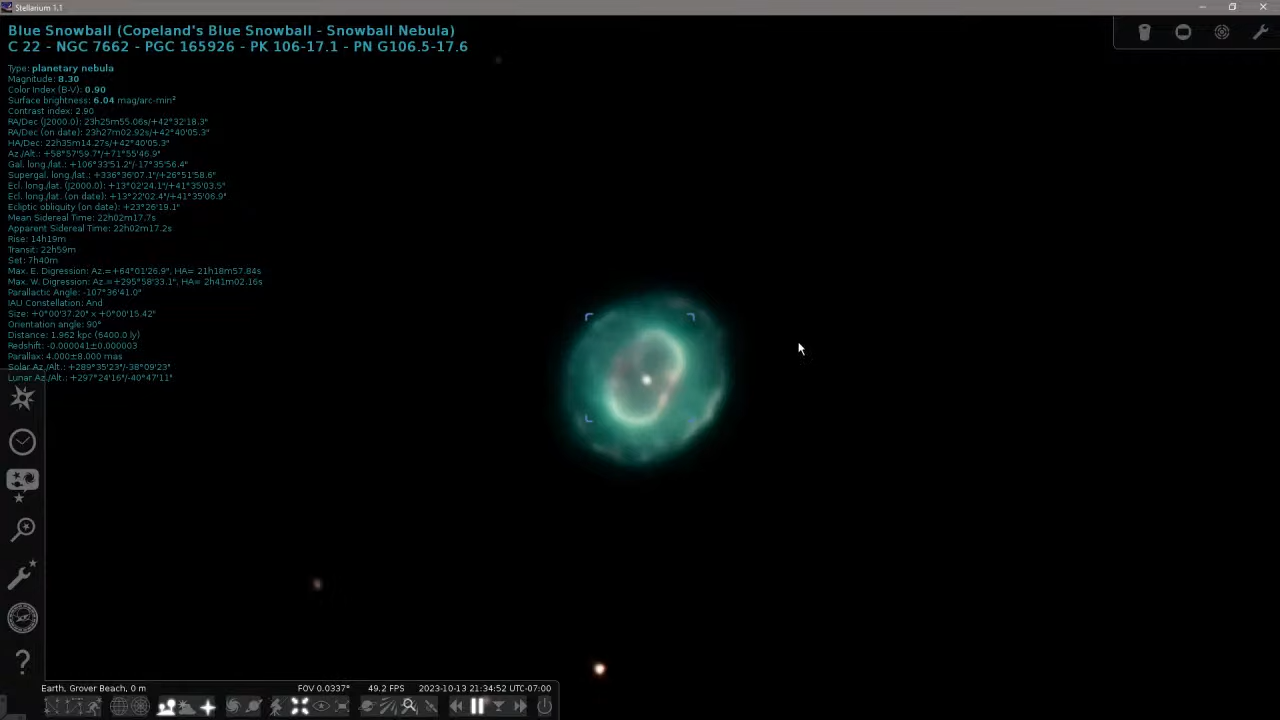 Stellarium 1.1
Blue Snowball (Copeland's Blue Snowball - Snowball Nebula)
C 22 - NGC 7662 - PGC 165926 - PK 106-17.1 - PN G106.5-17.6
Type: planetary nebula
Magnitude: 8.30
Color Index (B-V): 0.90
Surface brightness: 6.04 mag/arc-min²
Contrast index: 2.90
RA/Dec (J2000.0): 23h25m55.06s/+42°32'18.3"
RA/Dec (on date): 23h27m02.92s/+42°40'05.3"
HA/Dec: 22h35m14.27s/+42°40'05.3"
Az./Alt.: +58°57'59.7"/+71°55'46.9"
Gal. long./lat.: +106°33'51.2"/-17°35'56.4"
Supergal. long./lat.: +336°36'07.1"/+26°51'58.6"
Ecl. long./lat. (J2000.0): +13°02'24.1"/+41°35'03.5"
Ecl. long./lat. (on date): +13°22'02.4"/+41°35'06.9"
Ecliptic obliquity (on date): +23°26'19.1"
Mean Sidereal Time: 22h02m17.7s
Apparent Sidereal Time: 22h02m17.2s
Rise: 14h19m
Transit: 22h59m
Set: 7h40m
Max. E. Digression: Az.=+64°01'26.9", HA= 21h18m57.84s
Max. W. Digression: Az.=+295°58'33.1", HA= 2h41m02.16s
Parallactic Angle: -107°36'41.0"
IAU Constellation: And
Size: +0°00'37.20" x +0°00'15.42"
Orientation angle: 90°
Distance: 1.962 kpc (6400.0 ly)
Redshift: -0.000041±0.000003
Parallax: 4.000±8.000 mas
Solar Az./Alt.: +289°35'23"/-38°09'23"
Lunar Az./Alt.: +297°24'16"/-40°47'11"
Earth, Grover Beach, 0 m FOV 0.0337° 49.2 FPS 2023-10-13 21:34:52 UTC-07:00